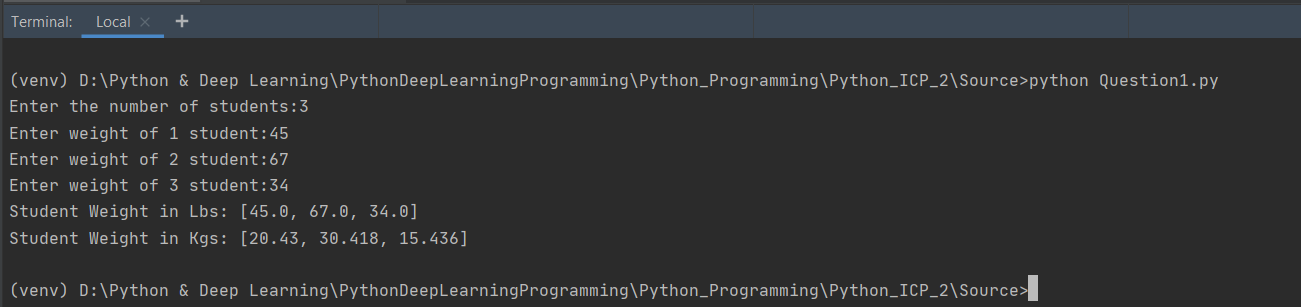 Terminal: Local × +
(venv) D:\Python & Deep Learning\PythonDeepLearningProgramming\Python_Programming\Python_ICP_2\Source>python Question1.py
Enter the number of students:3
Enter weight of 1 student:45
Enter weight of 2 student:67
Enter weight of 3 student:34
Student Weight in Lbs: [45.0, 67.0, 34.0]
Student Weight in Kgs: [20.43, 30.418, 15.436]
(venv) D:\Python & Deep Learning\PythonDeepLearningProgramming\Python_Programming\Python_ICP_2\Source>